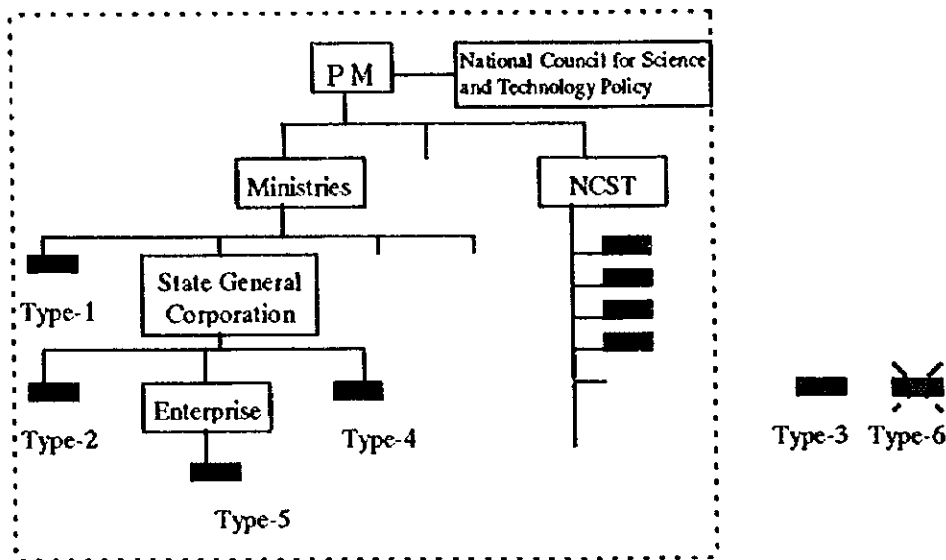 PM
National Council for Science
and Technology Policy
Ministries
NCST
State General
Corporation
Type-1
Type-2
Enterprise
Type-4
Type-5
Type-3
Type-6